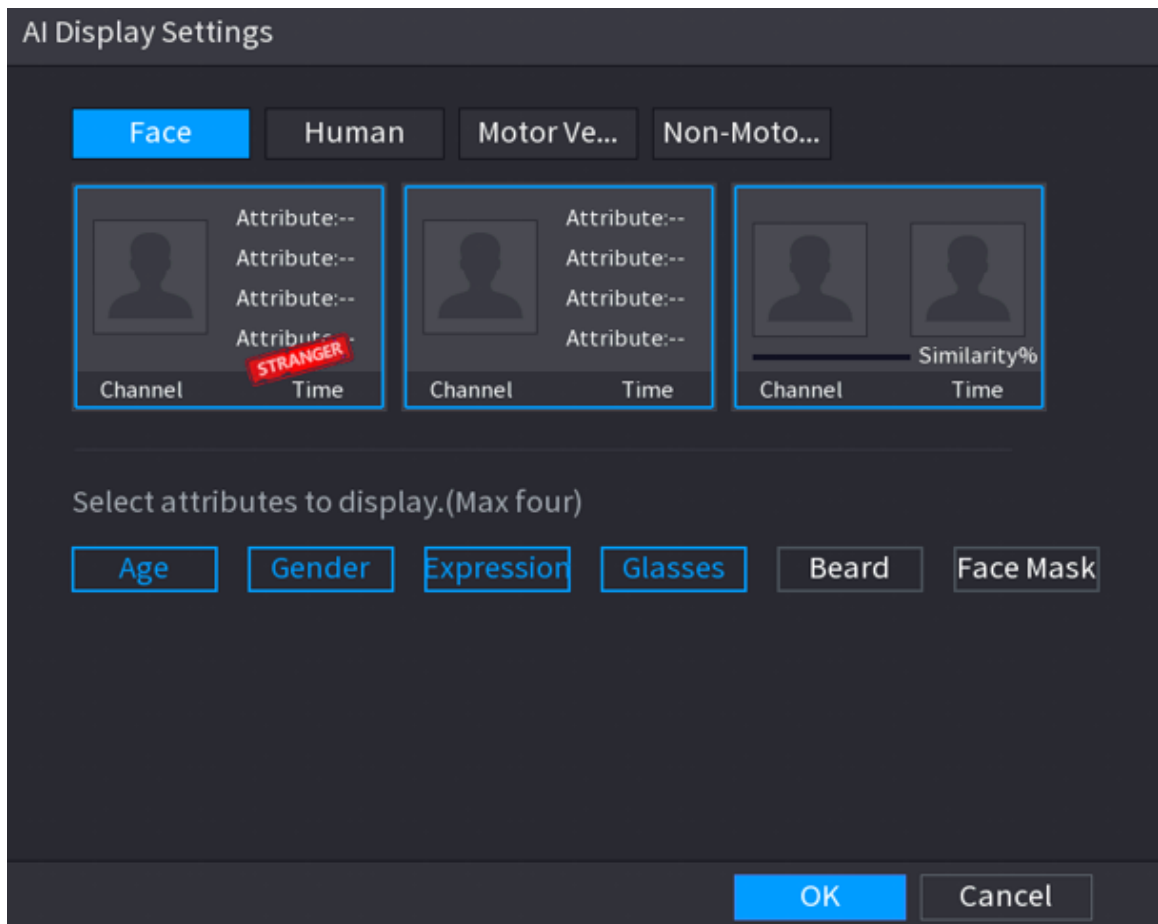 AI Display Settings
Face Human Motor Ve... Non-Moto...
Attribute:-- Attribute:--
Attribute:-- Attribute:--
Attribute:-- Attribute:--
Attribute:-- Attribute:--
STRANGER Similarity%
Channel Time Channel Time Channel Time
Select attributes to display.(Max four)
Age Gender Expression Glasses Beard Face Mask
OK Cancel